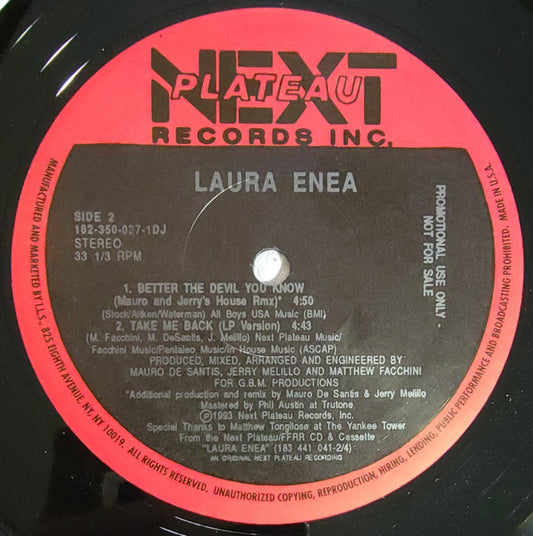 NEXT
PLATEAU
RECORDS INC.
LAURA ENEA
SIDE 2
162-350-027-1DJ
STEREO
33 1/3 RPM
PROMOTIONAL USE ONLY -
NOT FOR SALE
1. BETTER THE DEVIL YOU KNOW
(Mauro and Jerry's House Rmx)* 4:50
(Stock/Aitken/Waterman) All Boys USA Music (BMI)
2. TAKE ME BACK (LP Version) 4:43
(M. Facchini, M. DeSantis, J. Melillo) Next Plateau Music/
Facchini Music/Pantaleo Music/In House Music (ASCAP)
PRODUCED, MIXED, ARRANGED AND ENGINEERED BY
MAURO DE SANTIS, JERRY MELILLO AND MATTHEW FACCHINI
FOR G.B.M. PRODUCTIONS
*Additional production and remix by Mauro De Santis & Jerry Melillo
Mastered by Phil Austin at Trutone
℗1993 Next Plateau Records, Inc.
Special Thanks to Matthew Tongilose at The Yankee Tower
From the Next Plateau/FFRR CD & Cassette
"LAURA ENEA" (183 441 041-2/4)
AN ORIGINAL NEXT PLATEAU RECORDING
MANUFACTURED AND MARKETED BY I.L.S., 825 EIGHTH AVENUE, NY, NY 10019. ALL RIGHTS RESERVED. UNAUTHORIZED COPYING, REPRODUCTION, HIRING, LENDING, PUBLIC PERFORMANCE AND BROADCASTING PROHIBITED. MADE IN U.S.A.